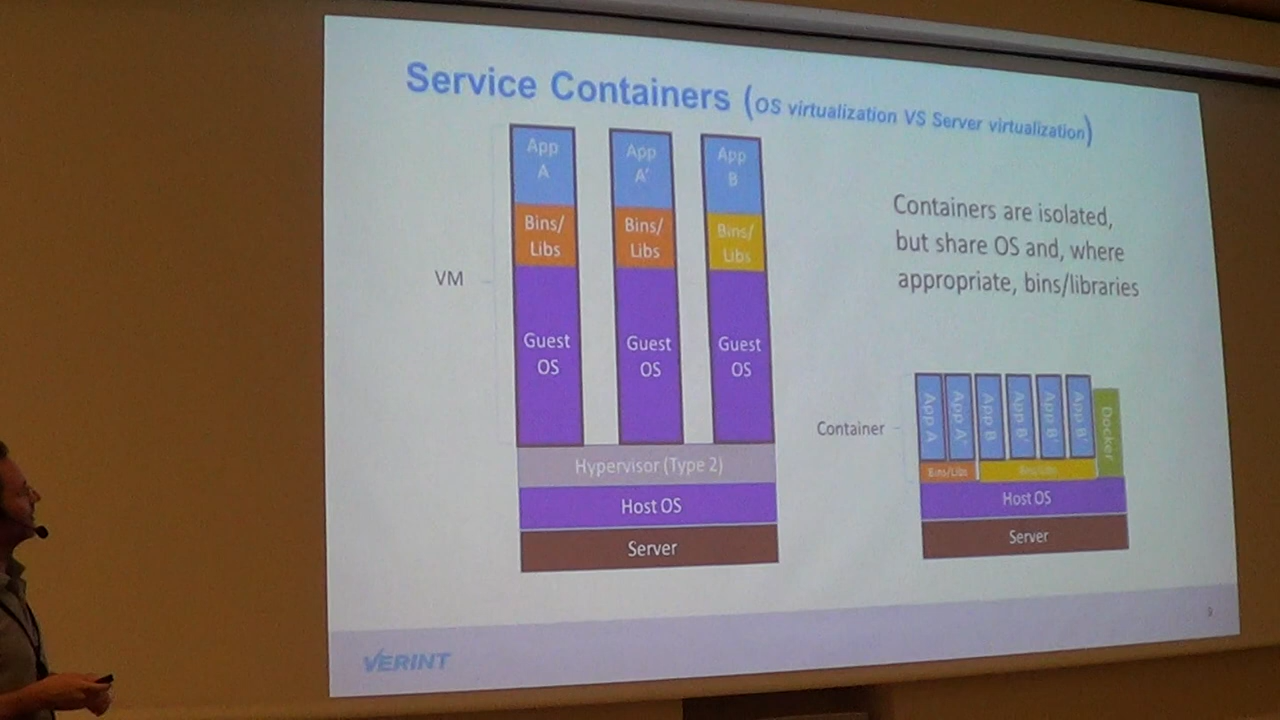 Service Containers (OS virtualization VS Server virtualization)
App
A
App
A'
App
B
Bins/
Libs
Bins/
Libs
Bins/
Libs
VM
Guest
OS
Guest
OS
Guest
OS
Hypervisor (Type 2)
Host OS
Server
Containers are isolated,
but share OS and, where
appropriate, bins/libraries
Container
App A
App A'
App B
App B'
App B'
App B'
Docker
Bins/Libs
Bins/Libs
Host OS
Server
VERINT
9